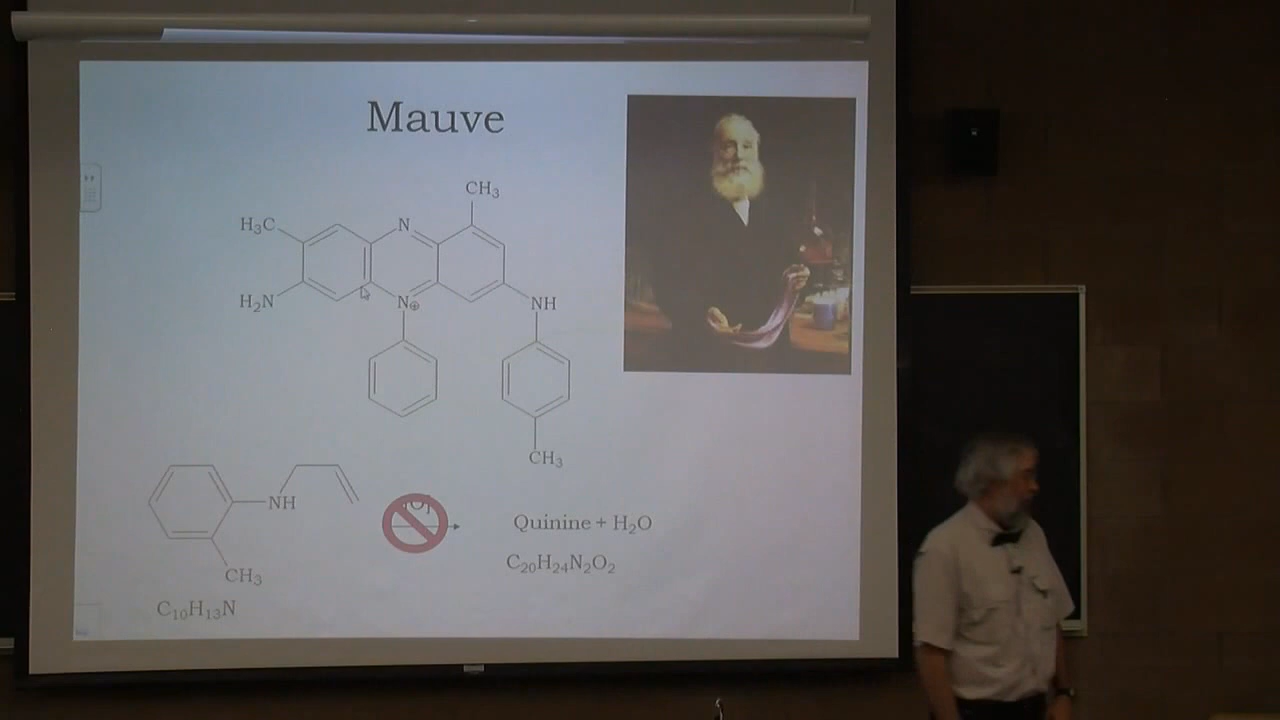 Mauve
CH₃
H₃C
N
H₂N
N⊕
NH
CH₃
NH
O]
Quinine + H₂O
CH₃
C₂₀H₂₄N₂O₂
C₁₀H₁₃N